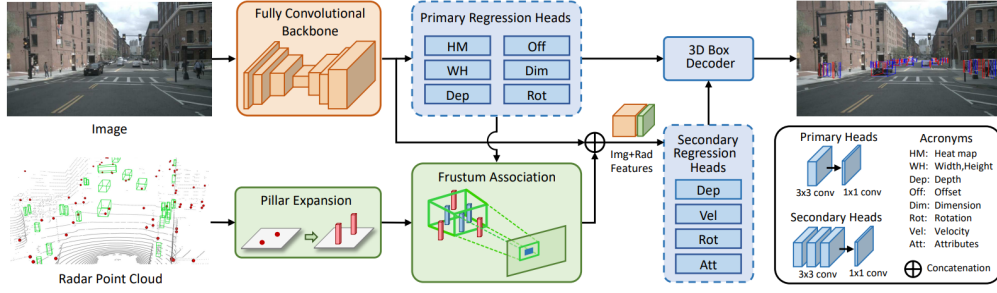 Fully Convolutional
Backbone
Primary Regression Heads
HM
Off
WH
Dim
Dep
Rot
3D Box
Decoder
Image
Img+Rad
Features
Radar Point Cloud
Pillar Expansion
Frustum Association
Secondary
Regression
Heads
Dep
Vel
Rot
Att
Primary Heads
3x3 conv
1x1 conv
Secondary Heads
3x3 conv
1x1 conv
Acronyms
HM: Heat map
WH: Width,Height
Dep: Depth
Off: Offset
Dim: Dimension
Rot: Rotation
Vel: Velocity
Att: Attributes
Concatenation